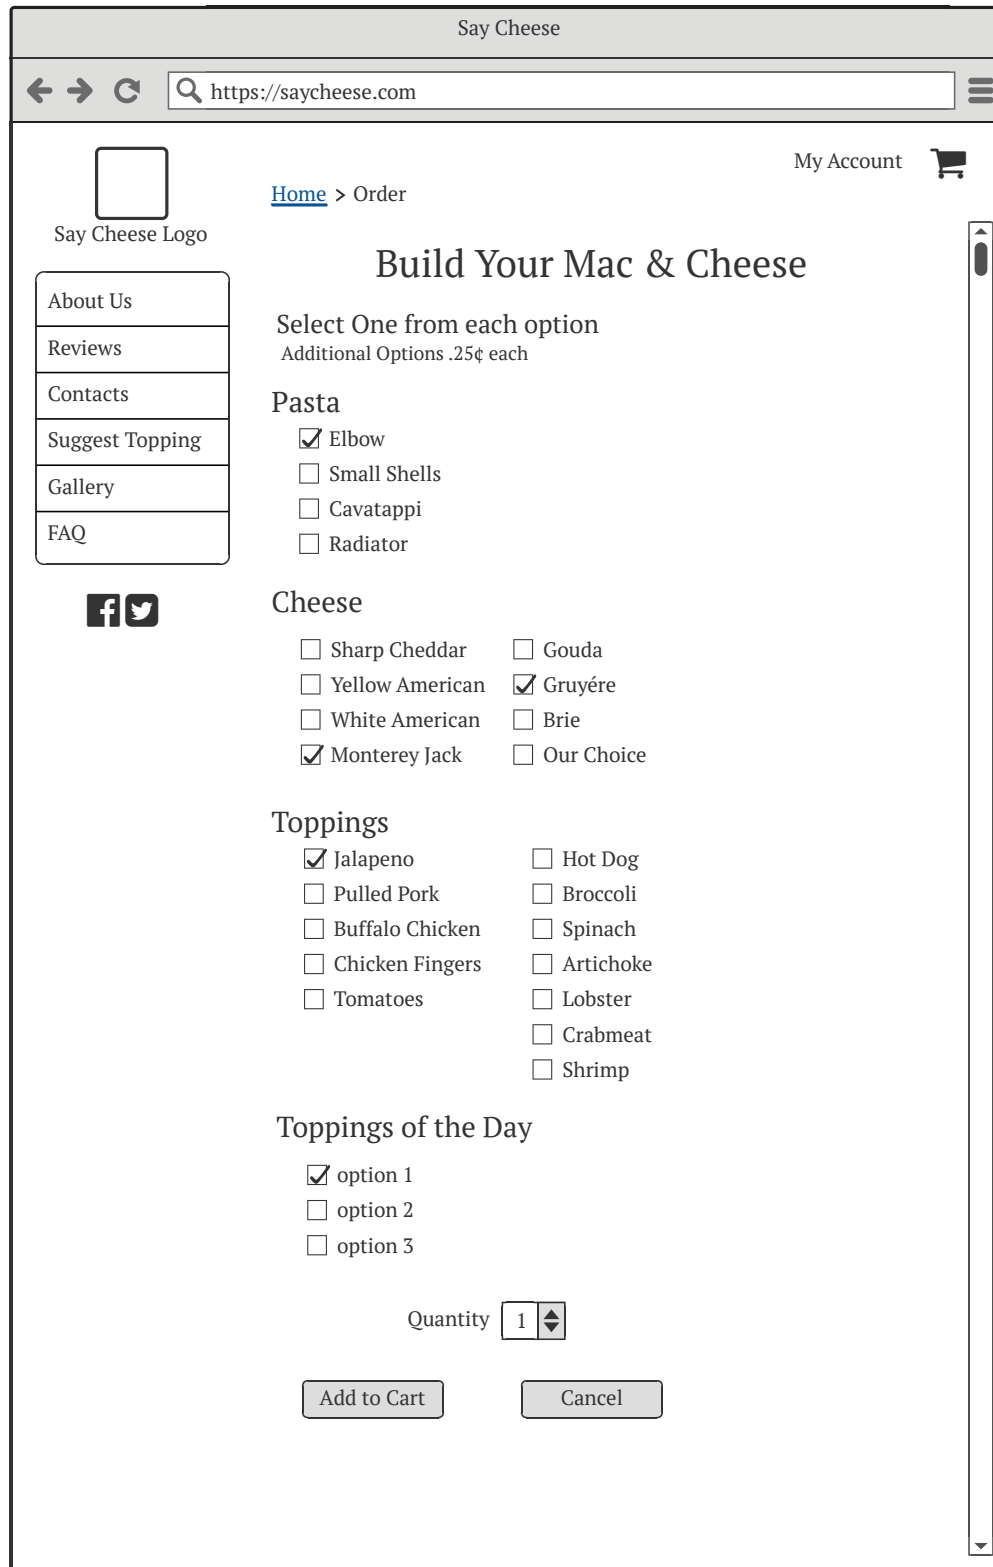 Say Cheese
https://saycheese.com
My Account
Home > Order
Say Cheese Logo
Build Your Mac & Cheese
About Us
Reviews
Contacts
Suggest Topping
Gallery
FAQ
Select One from each option
Additional Options .25¢ each
Pasta
Elbow
Small Shells
Cavatappi
Radiator
Cheese
Sharp Cheddar
Yellow American
White American
Monterey Jack
Gouda
Gruyére
Brie
Our Choice
Toppings
Jalapeno
Pulled Pork
Buffalo Chicken
Chicken Fingers
Tomatoes
Hot Dog
Broccoli
Spinach
Artichoke
Lobster
Crabmeat
Shrimp
Toppings of the Day
option 1
option 2
option 3
Quantity 1
Add to Cart
Cancel